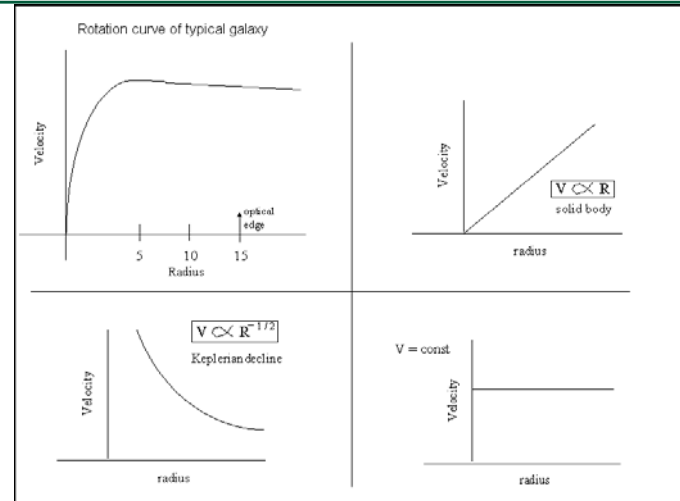 Rotation curve of typical galaxy
Velocity
optical
edge
5 10 15
Radius
Velocity
V ∝ R
solid body
radius
V ∝ R^-1/2
Keplerian decline
Velocity
radius
V = const
Velocity
radius